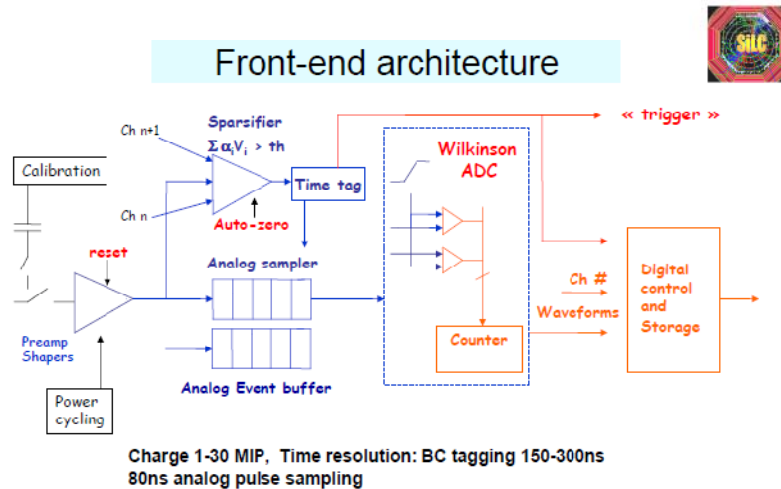 SiLC
Front-end architecture
Sparsifier
Σ αᵢVᵢ > th
Ch n+1
« trigger »
Wilkinson
ADC
Calibration
Time tag
Ch n
Auto-zero
reset
Analog sampler
Ch #
Waveforms
Digital
control
and
Storage
Preamp
Shapers
Counter
Analog Event buffer
Power
cycling
Charge 1-30 MIP, Time resolution: BC tagging 150-300ns
80ns analog pulse sampling